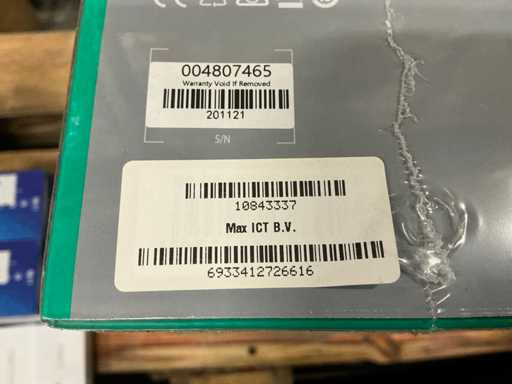 004807465
Warranty Void If Removed
201121
S/N
10843337
Max ICT B.V.
6933412726616